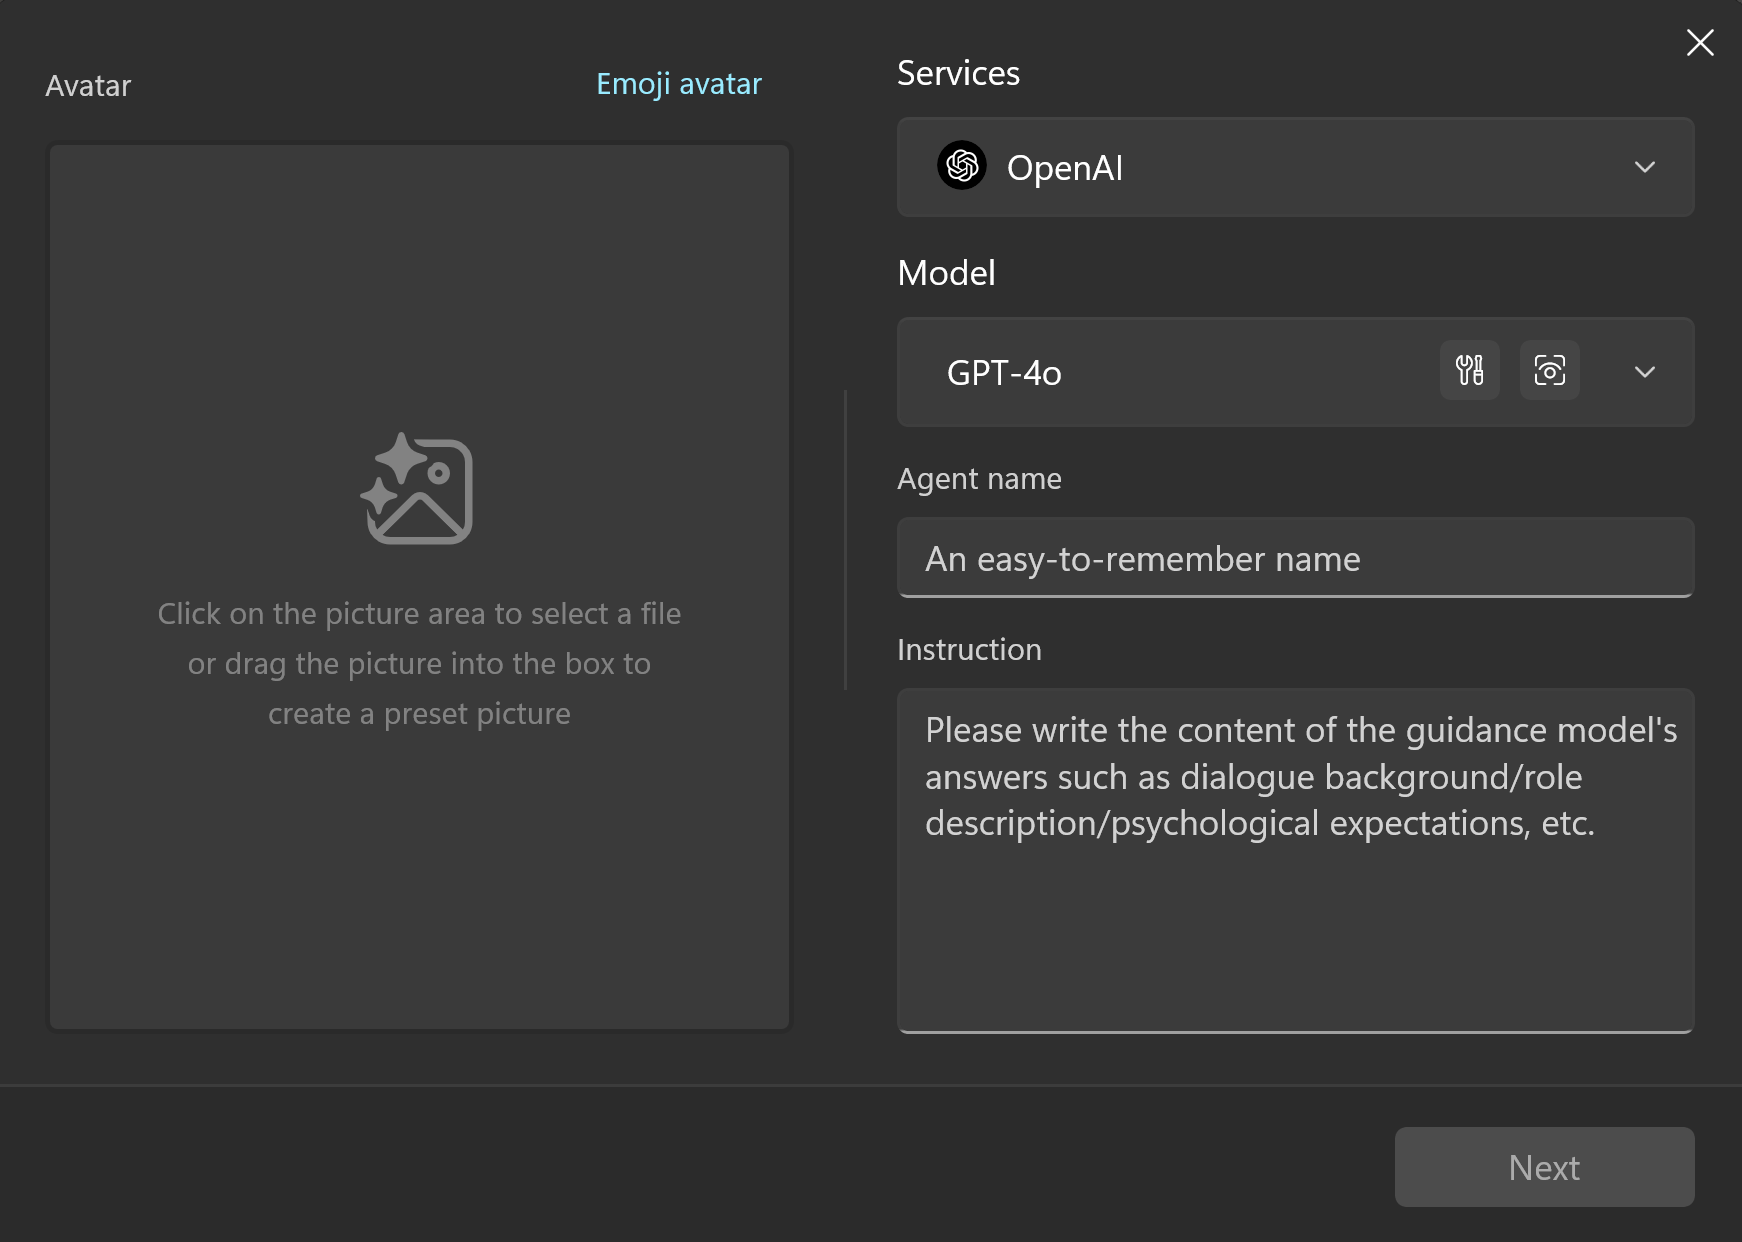 Avatar
Emoji avatar
Click on the picture area to select a file
or drag the picture into the box to
create a preset picture
Services
OpenAI
Model
GPT-4o
Agent name
An easy-to-remember name
Instruction
Please write the content of the guidance model's
answers such as dialogue background/role
description/psychological expectations, etc.
Next